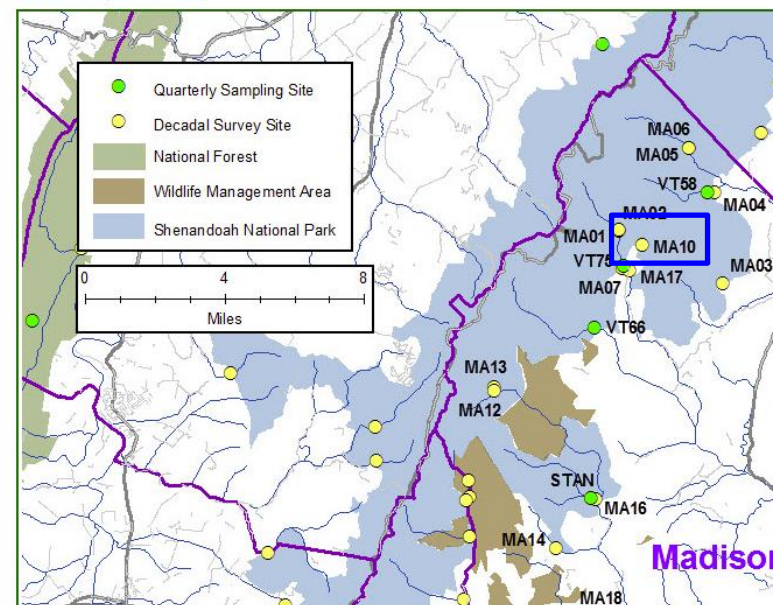 Quarterly Sampling Site
Decadal Survey Site
National Forest
Wildlife Management Area
Shenandoah National Park
0 4 8
Miles
MA06
MA05
VT58
MA04
MA02
MA01
MA10
VT75
MA17
MA07
MA03
VT66
MA13
MA12
STAN
MA16
MA14
Madison
MA18